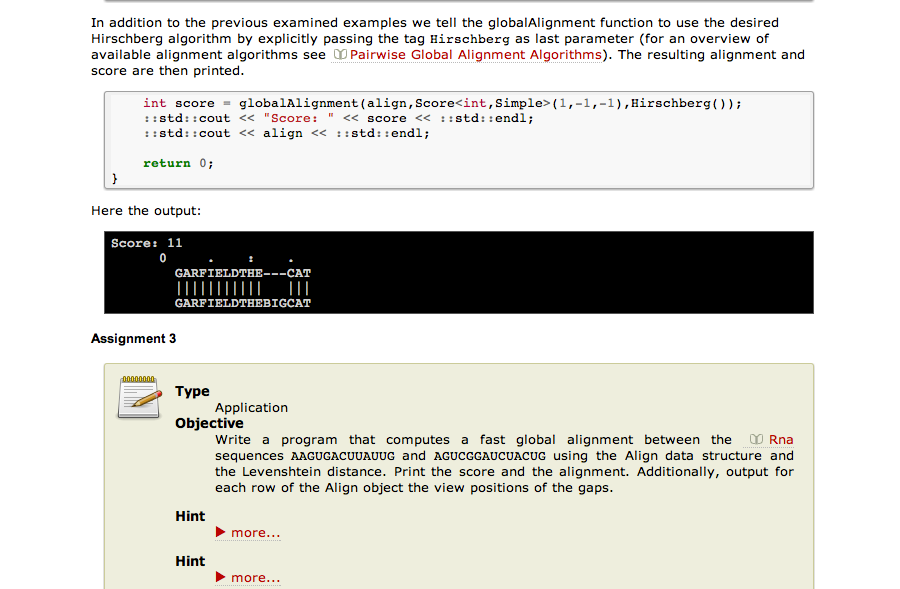 In addition to the previous examined examples we tell the globalAlignment function to use the desired
Hirschberg algorithm by explicitly passing the tag Hirschberg as last parameter (for an overview of
available alignment algorithms see Pairwise Global Alignment Algorithms). The resulting alignment and
score are then printed.
int score = globalAlignment(align,Score<int,Simple>(1,-1,-1),Hirschberg());
::std::cout << "Score: " << score << ::std::endl;
::std::cout << align << ::std::endl;
return 0;
}
Here the output:
Score: 11
0 . : .
GARFIELDTHE---CAT
||||||||||| |||
GARFIELDTHEBIGCAT
Assignment 3
Type
Application
Objective
Write a program that computes a fast global alignment between the Rna
sequences AAGUGACUUAUUG and AGUCGGAUCUACUG using the Align data structure and
the Levenshtein distance. Print the score and the alignment. Additionally, output for
each row of the Align object the view positions of the gaps.
Hint
more...
Hint
more...